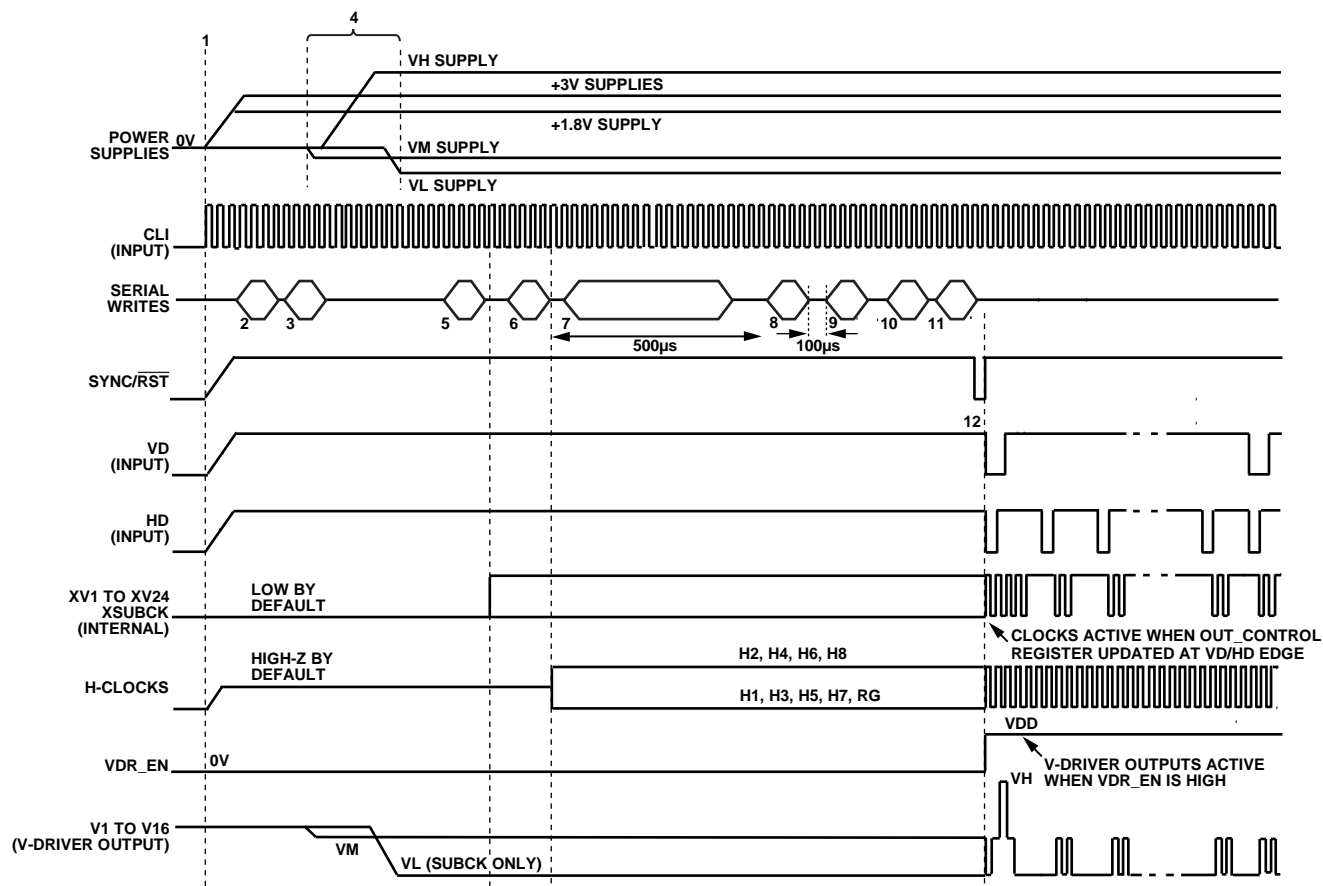 4
1
VH SUPPLY
+3V SUPPLIES
+1.8V SUPPLY
POWER
SUPPLIES
0V
VM SUPPLY
VL SUPPLY
CLI
(INPUT)
SERIAL
WRITES
2
3
5
6
7
8
9
10
11
500µs
100µs
SYNC/RST
12
VD
(INPUT)
HD
(INPUT)
XV1 TO XV24
XSUBCK
(INTERNAL)
LOW BY
DEFAULT
CLOCKS ACTIVE WHEN OUT_CONTROL
REGISTER UPDATED AT VD/HD EDGE
H-CLOCKS
HIGH-Z BY
DEFAULT
H2, H4, H6, H8
H1, H3, H5, H7, RG
VDD
VDR_EN
0V
V-DRIVER OUTPUTS ACTIVE
WHEN VDR_EN IS HIGH
VH
V1 TO V16
(V-DRIVER OUTPUT)
VM
VL (SUBCK ONLY)